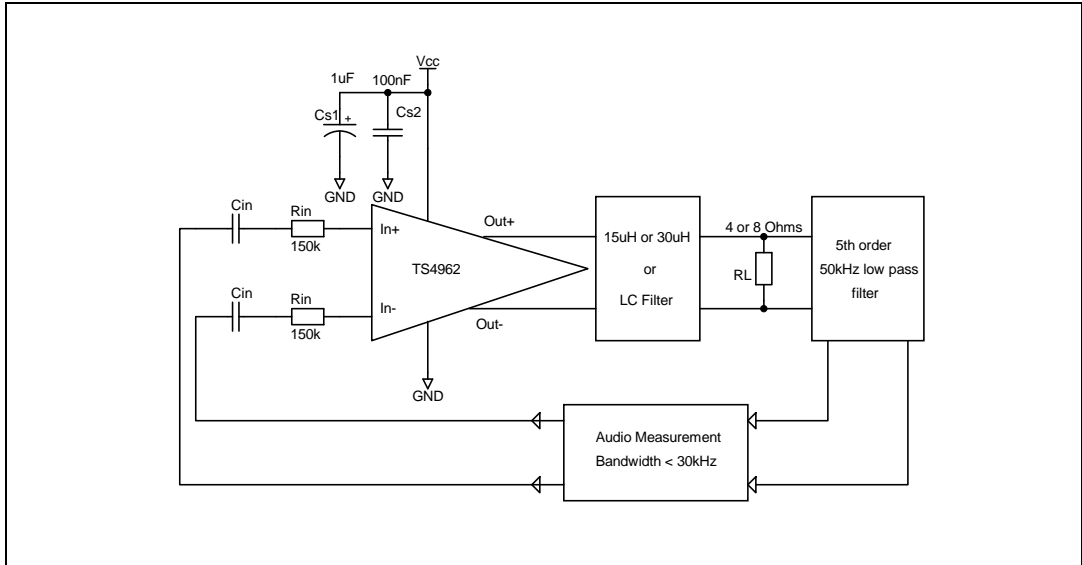 Vcc
1uF
100nF
Cs1
+
Cs2
GND
GND
Cin
Rin
150k
In+
Out+
TS4962
Cin
Rin
150k
In-
Out-
GND
15uH or 30uH
or
LC Filter
4 or 8 Ohms
RL
5th order
50kHz low pass
filter
Audio Measurement
Bandwidth < 30kHz